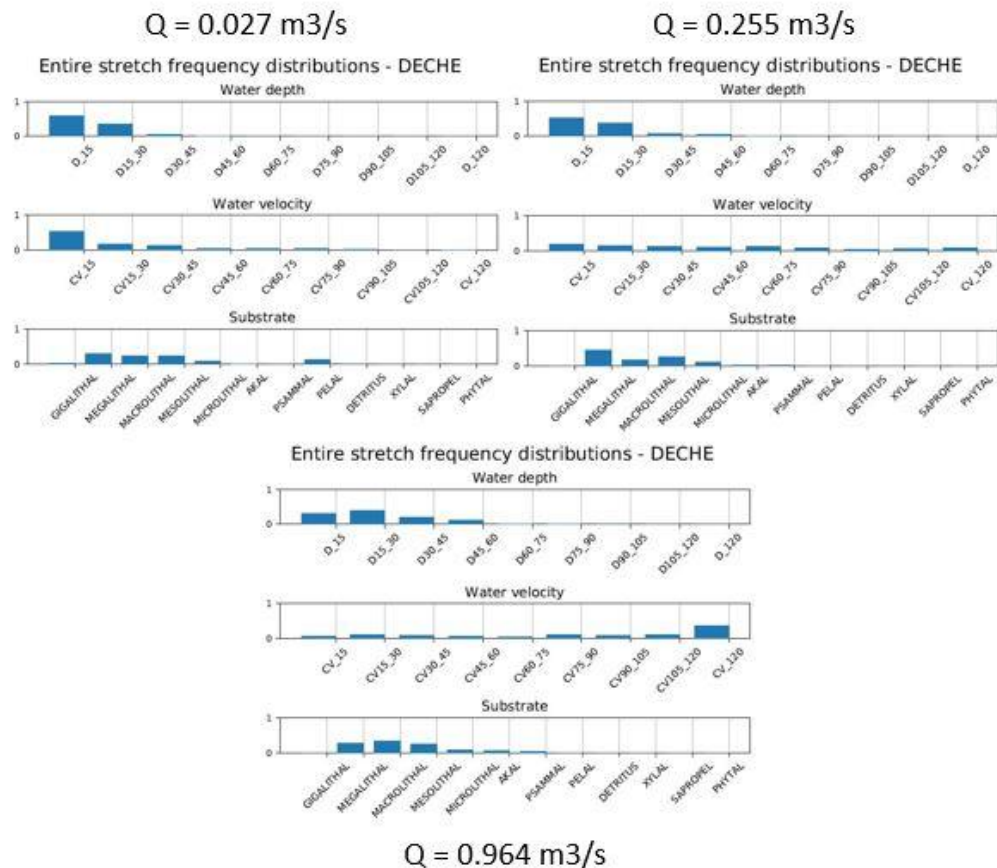 Q = 0.027 m3/s
Entire stretch frequency distributions - DECHE
Water depth
1
0
D_15 D15_30 D30_45 D45_60 D60_75 D75_90 D90_105 D105_120 D_120
Water velocity
1
0
CV_15 CV15_30 CV30_45 CV45_60 CV60_75 CV75_90 CV90_105 CV105_120 CV_120
Substrate
1
0
GIGALITHAL MEGALITHAL MACROLITHAL MESOLITHAL MICROLITHAL AKAL PSAMMAL PELAL DETRITUS XYLAL SAPROPEL PHYTAL
Q = 0.255 m3/s
Entire stretch frequency distributions - DECHE
Water depth
1
0
D_15 D15_30 D30_45 D45_60 D60_75 D75_90 D90_105 D105_120 D_120
Water velocity
1
0
CV_15 CV15_30 CV30_45 CV45_60 CV60_75 CV75_90 CV90_105 CV105_120 CV_120
Substrate
1
0
GIGALITHAL MEGALITHAL MACROLITHAL MESOLITHAL MICROLITHAL AKAL PSAMMAL PELAL DETRITUS XYLAL SAPROPEL PHYTAL
Entire stretch frequency distributions - DECHE
Water depth
1
0
D_15 D15_30 D30_45 D45_60 D60_75 D75_90 D90_105 D105_120 D_120
Water velocity
1
0
CV_15 CV15_30 CV30_45 CV45_60 CV60_75 CV75_90 CV90_105 CV105_120 CV_120
Substrate
1
0
GIGALITHAL MEGALITHAL MACROLITHAL MESOLITHAL MICROLITHAL AKAL PSAMMAL PELAL DETRITUS XYLAL SAPROPEL PHYTAL
Q = 0.964 m3/s